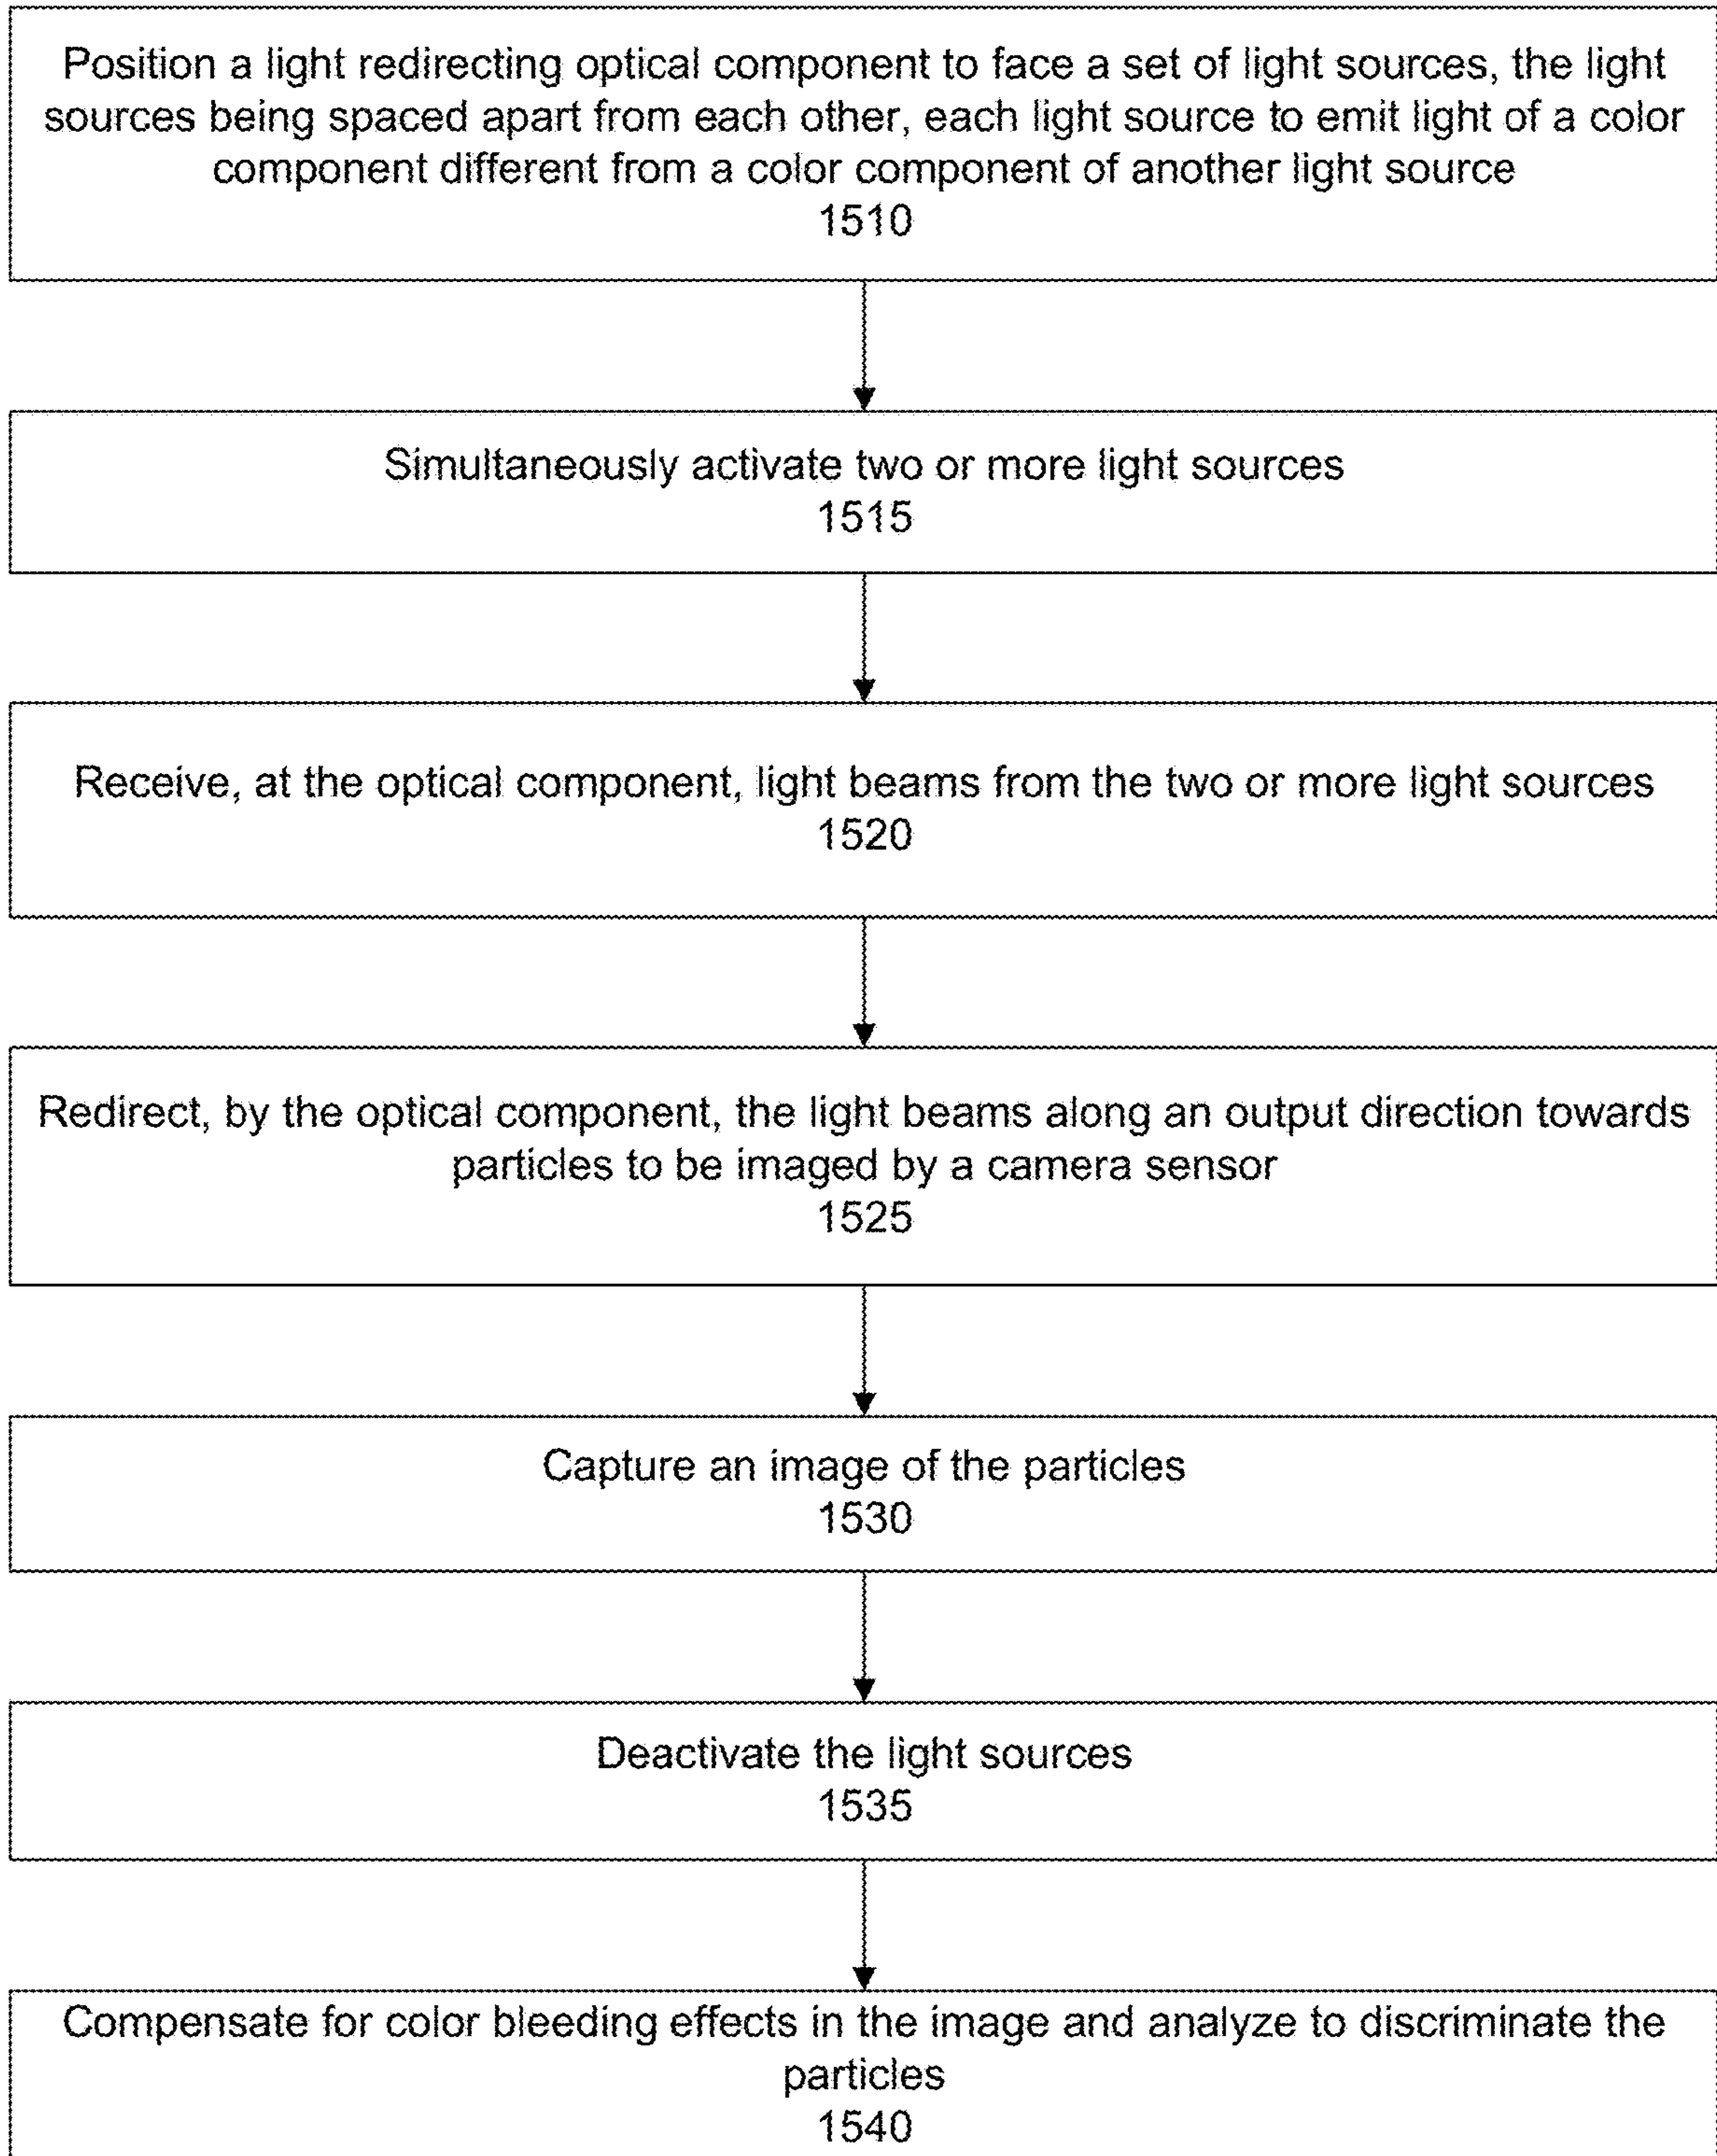 Position a light redirecting optical component to face a set of light sources, the light
sources being spaced apart from each other, each light source to emit light of a color
component different from a color component of another light source
1510
Simultaneously activate two or more light sources
1515
Receive, at the optical component, light beams from the two or more light sources
1520
Redirect, by the optical component, the light beams along an output direction towards
particles to be imaged by a camera sensor
1525
Capture an image of the particles
1530
Deactivate the light sources
1535
Compensate for color bleeding effects in the image and analyze to discriminate the
particles
1540